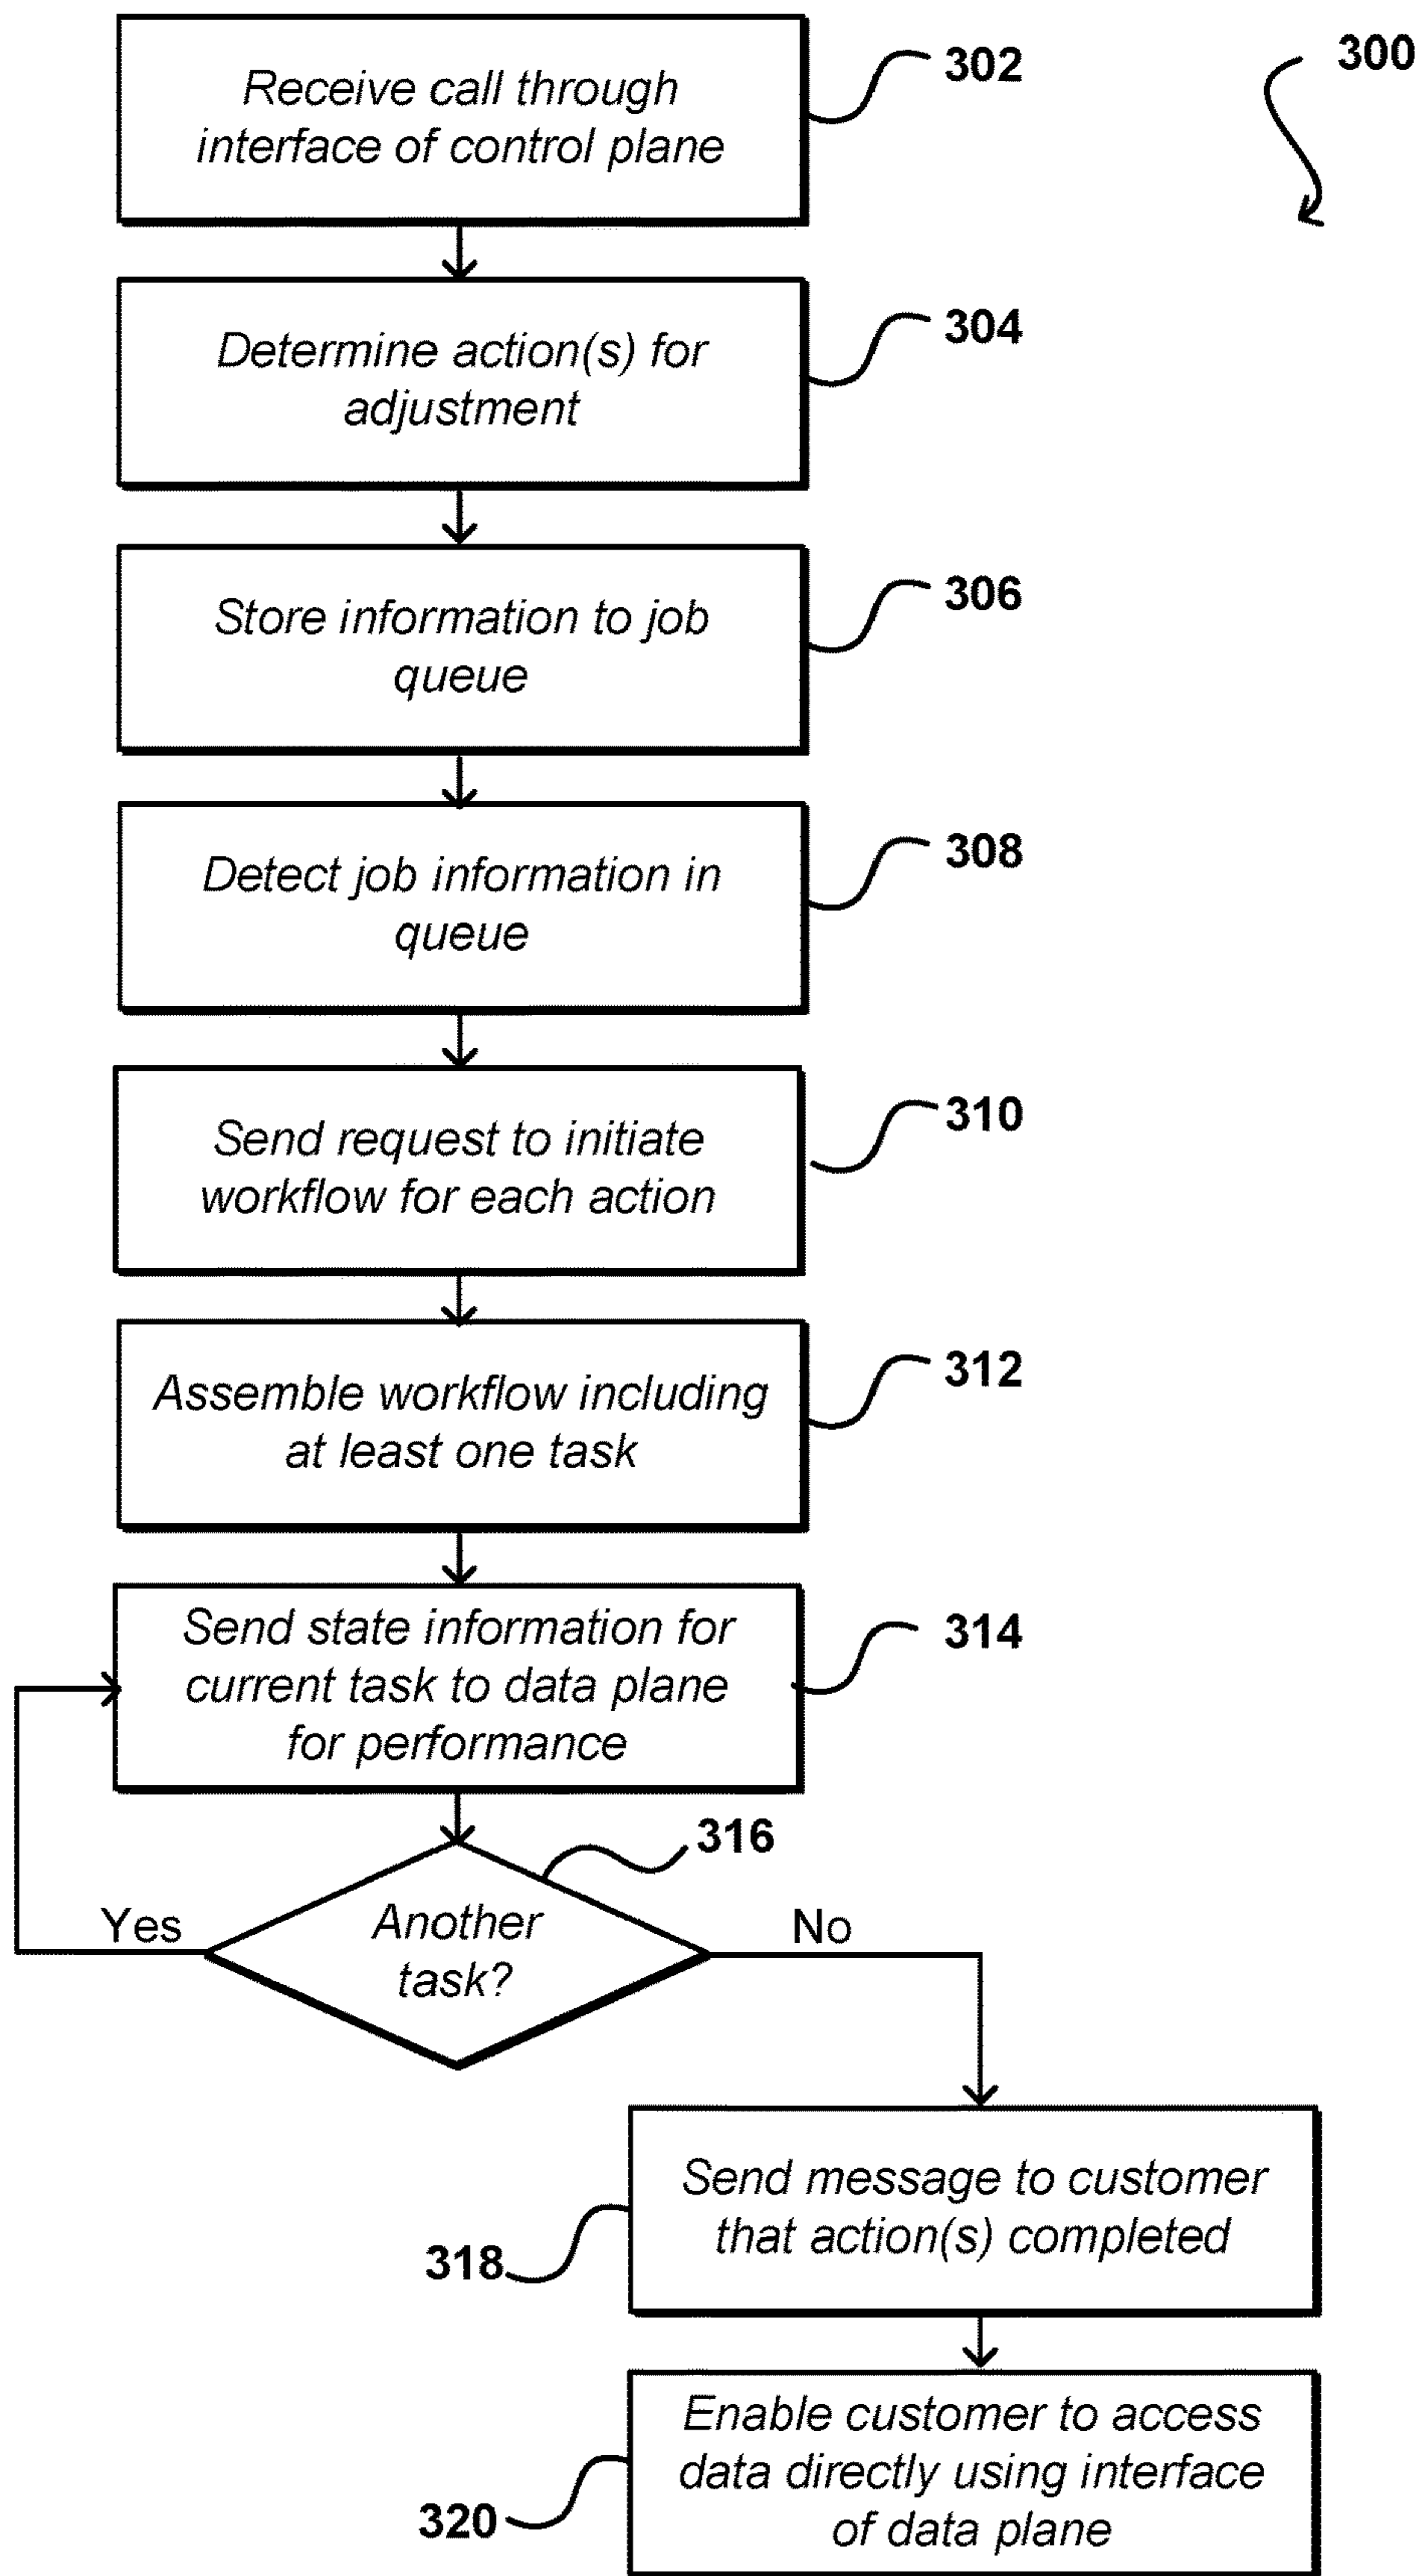 300
Receive call through
interface of control plane
302
Determine action(s) for
adjustment
304
Store information to job
queue
306
Detect job information in
queue
308
Send request to initiate
workflow for each action
310
Assemble workflow including
at least one task
312
Send state information for
current task to data plane
for performance
314
316
Another
task?
Yes
No
Send message to customer
that action(s) completed
318
Enable customer to access
data directly using interface
of data plane
320